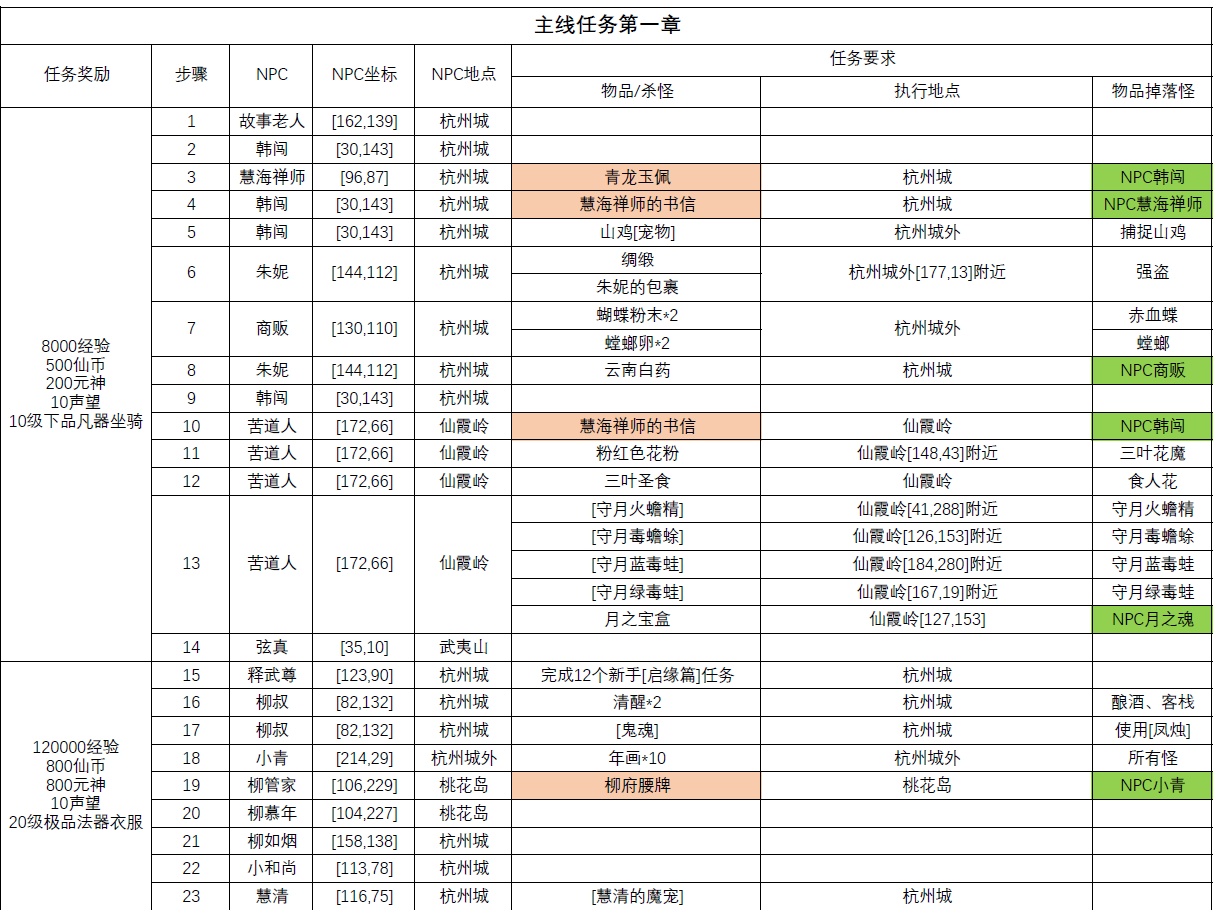 主线任务第一章
任务奖励 步骤 NPC NPC坐标 NPC地点 任务要求
物品/杀怪 执行地点 物品掉落怪
8000经验
500仙币
200元神
10声望
10级下品凡器坐骑
1 故事老人 [162,139] 杭州城
2 韩闯 [30,143] 杭州城
3 慧海禅师 [96,87] 杭州城 青龙玉佩 杭州城 NPC韩闯
4 韩闯 [30,143] 杭州城 慧海禅师的书信 杭州城 NPC慧海禅师
5 韩闯 [30,143] 杭州城 山鸡[宠物] 杭州城外 捕捉山鸡
6 朱妮 [144,112] 杭州城 绸缎 杭州城外[177,13]附近 强盗
朱妮的包裹
7 商贩 [130,110] 杭州城 蝴蝶粉末*2 杭州城外 赤血蝶
螳螂卵*2 螳螂
8 朱妮 [144,112] 杭州城 云南白药 杭州城 NPC商贩
9 韩闯 [30,143] 杭州城
10 苦道人 [172,66] 仙霞岭 慧海禅师的书信 仙霞岭 NPC韩闯
11 苦道人 [172,66] 仙霞岭 粉红色花粉 仙霞岭[148,43]附近 三叶花魔
12 苦道人 [172,66] 仙霞岭 三叶圣食 仙霞岭 食人花
13 苦道人 [172,66] 仙霞岭 [守月火蟾精] 仙霞岭[41,288]附近 守月火蟾精
[守月毒蟾蜍] 仙霞岭[126,153]附近 守月毒蟾蜍
[守月蓝毒蛙] 仙霞岭[184,280]附近 守月蓝毒蛙
[守月绿毒蛙] 仙霞岭[167,19]附近 守月绿毒蛙
月之宝盒 仙霞岭[127,153] NPC月之魂
14 弦真 [35,10] 武夷山
120000经验
800仙币
800元神
10声望
20级极品法器衣服
15 释武尊 [123,90] 杭州城 完成12个新手[启缘篇]任务 杭州城
16 柳叔 [82,132] 杭州城 清醒*2 杭州城 酿酒、客栈
17 柳叔 [82,132] 杭州城 [鬼魂] 杭州城 使用[凤烛]
18 小青 [214,29] 杭州城外 年画*10 杭州城外 所有怪
19 柳管家 [106,229] 桃花岛 柳府腰牌 桃花岛 NPC小青
20 柳慕年 [104,227] 桃花岛
21 柳如烟 [158,138] 杭州城
22 小和尚 [113,78] 杭州城
23 慧清 [116,75] 杭州城 [慧清的魔宠] 杭州城